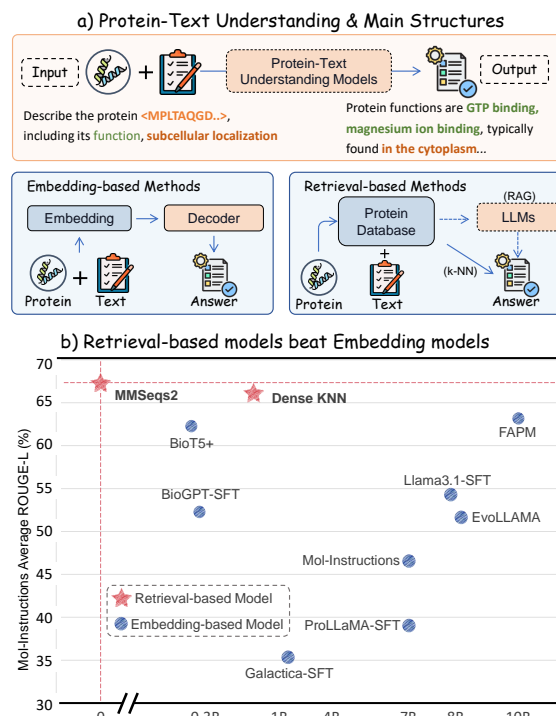 a) Protein-Text Understanding & Main Structures
Input
Protein-Text
Understanding Models
Output
Describe the protein <MPLTAQGD..>,
including its function, subcellular localization
Protein functions are GTP binding,
magnesium ion binding, typically
found in the cytoplasm...
Embedding-based Methods
Embedding
Decoder
Protein
Text
Answer
Retrieval-based Methods
Protein
Database
(RAG)
LLMs
(k-NN)
Protein
Text
Answer
b) Retrieval-based models beat Embedding models
Mol-Instructions Average ROUGE-L (%)
70
65
60
55
50
45
40
35
30
MMSeqs2
Dense KNN
BioT5+
FAPM
Llama3.1-SFT
BioGPT-SFT
EvoLLAMA
Mol-Instructions
Retrieval-based Model
Embedding-based Model
ProLLaMA-SFT
Galactica-SFT